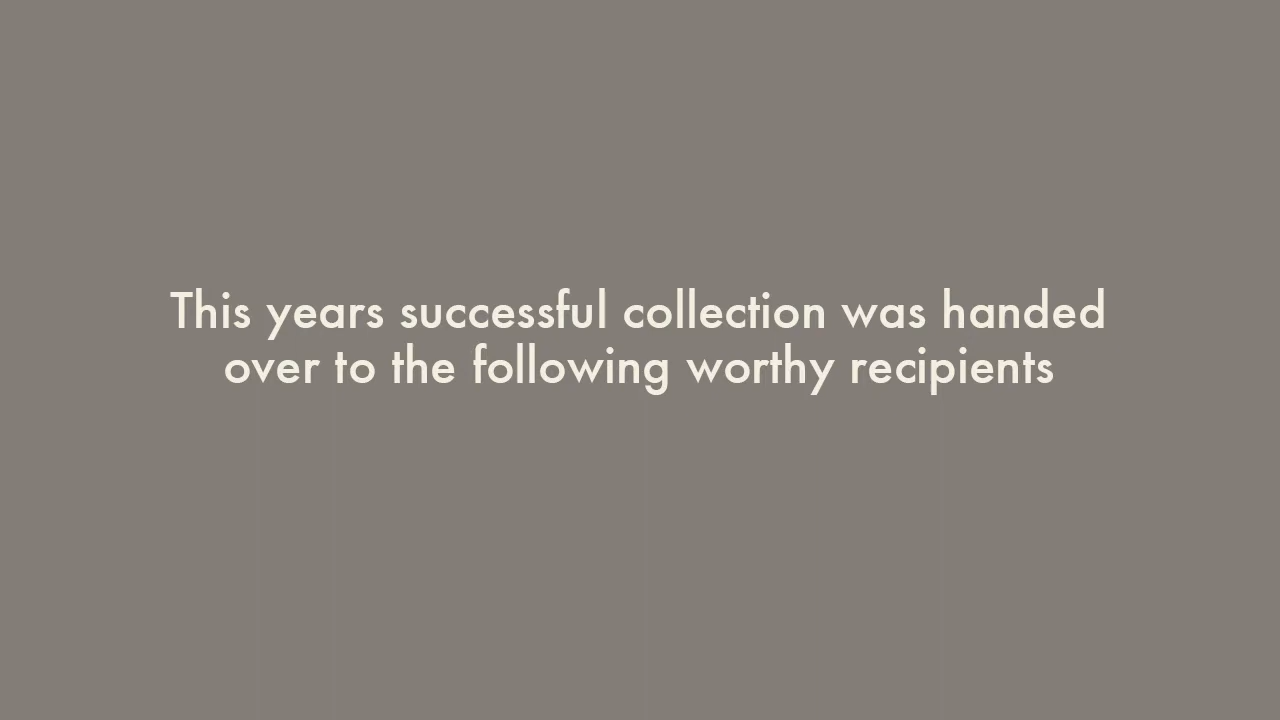 This years successful collection was handed
over to the following worthy recipients